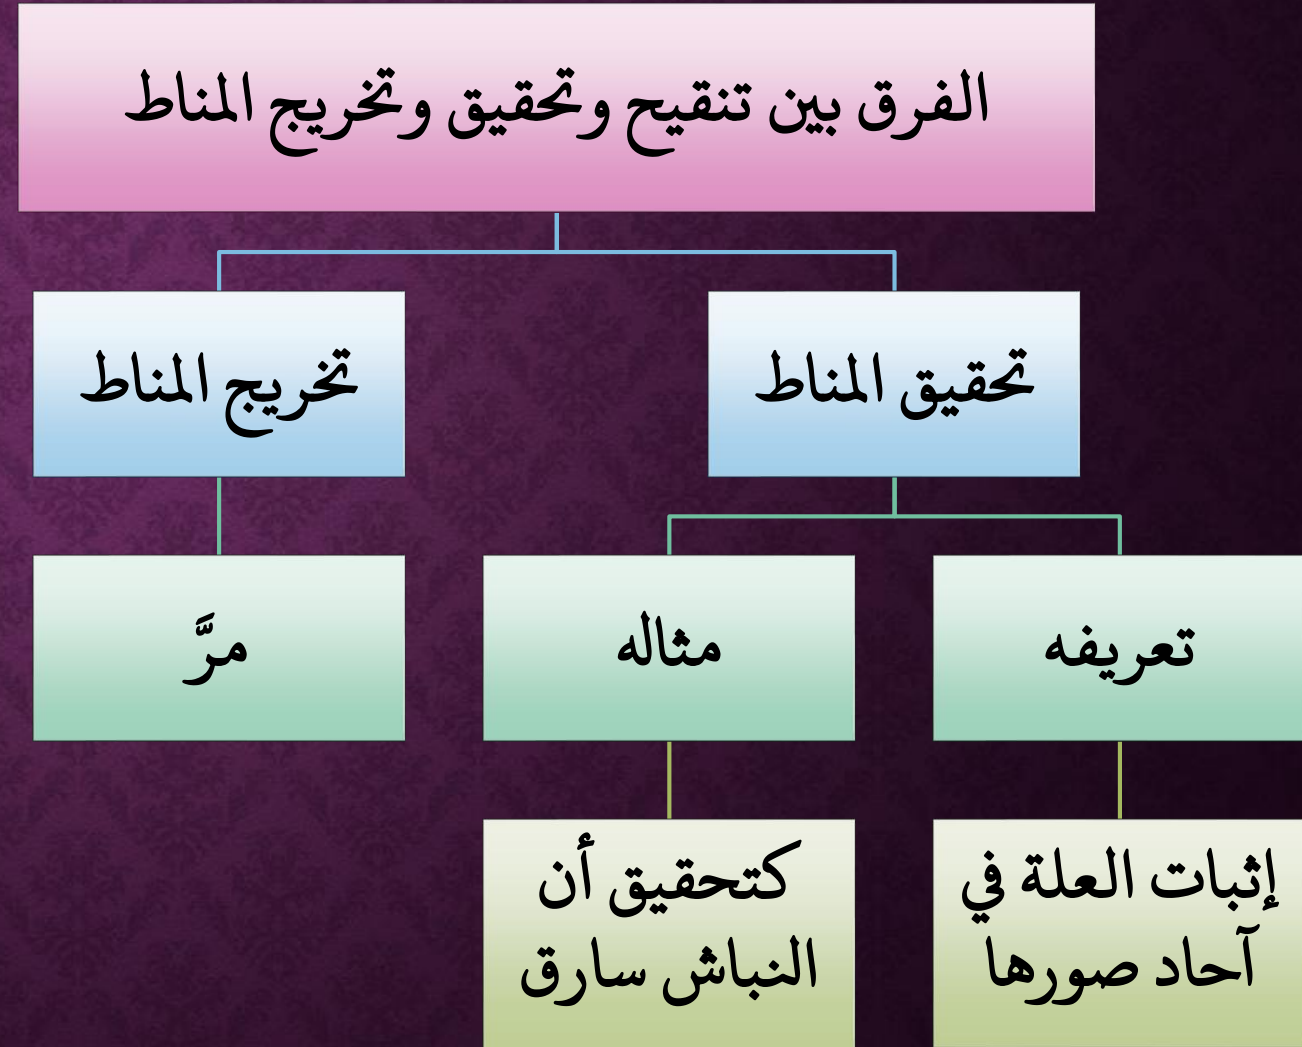 الفرق بين تنقيح وتحقيق وتخريج المناط
تحقيق المناط
تخريج المناط
تعريفه
مثاله
مرَّ
إثبات العلة في
آحاد صورها
كتحقيق أن
النباش سارق